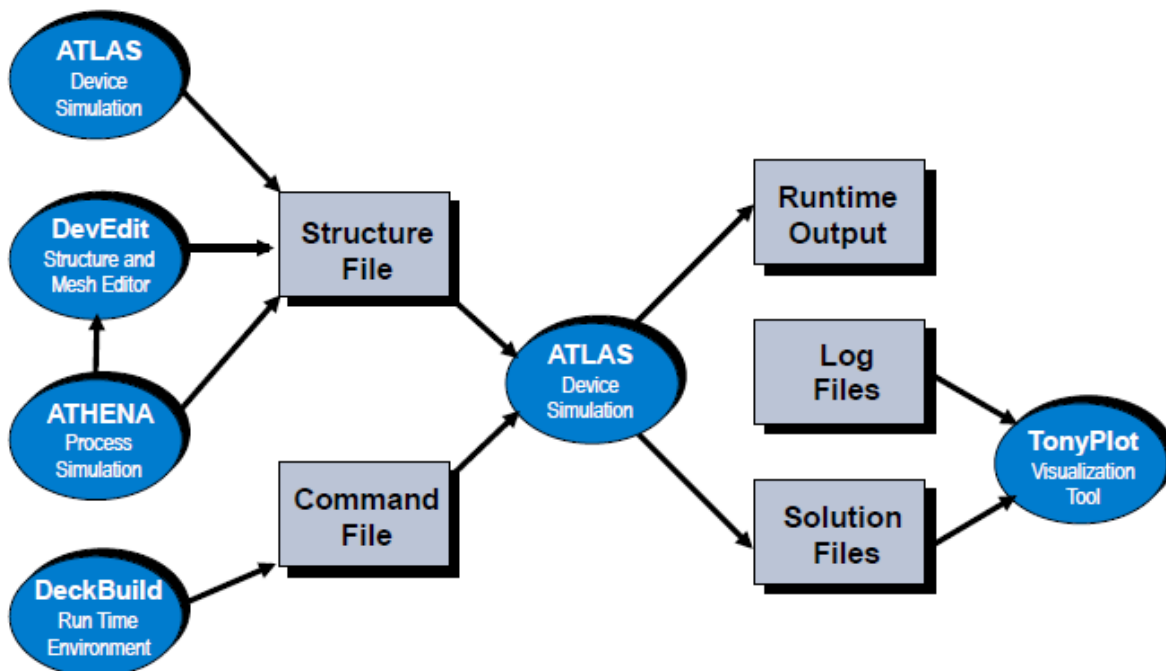 ATLAS
Device
Simulation
DevEdit
Structure and
Mesh Editor
ATHENA
Process
Simulation
DeckBuild
Run Time
Environment
Structure
File
Command
File
ATLAS
Device
Simulation
Runtime
Output
Log
Files
Solution
Files
TonyPlot
Visualization
Tool